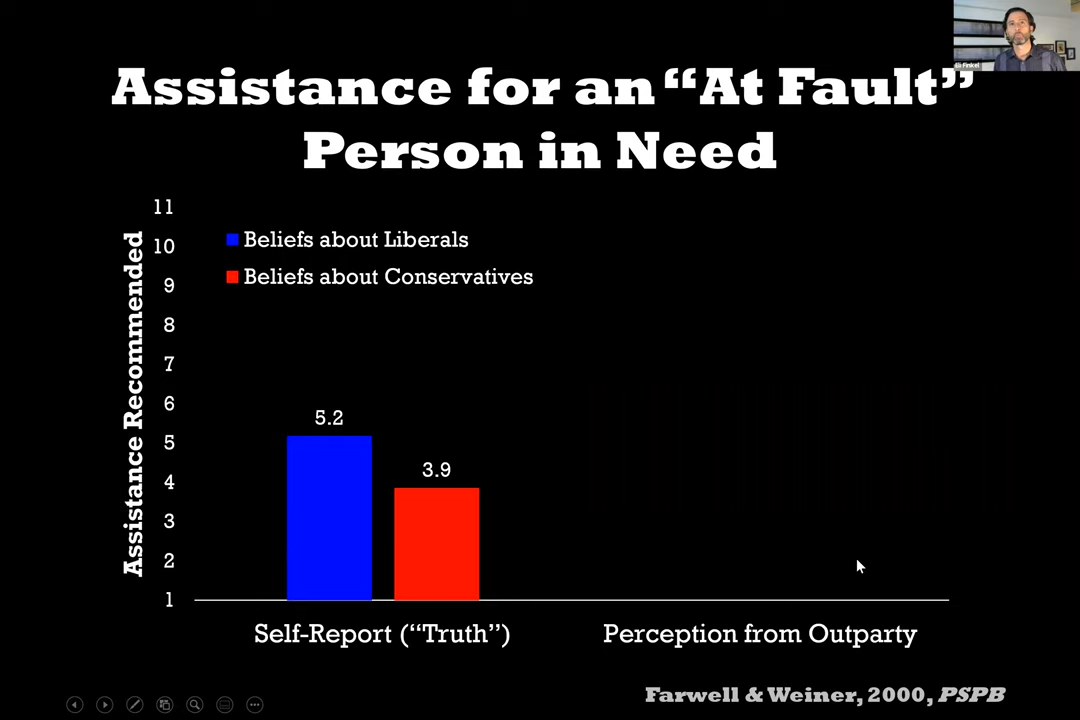 Eli Finkel
Assistance for an “At Fault”
Person in Need
Assistance Recommended
11
10
9
8
7
6
5
4
3
2
1
Beliefs about Liberals
Beliefs about Conservatives
5.2
3.9
Self-Report (“Truth”)
Perception from Outparty
Farwell & Weiner, 2000, PSPB